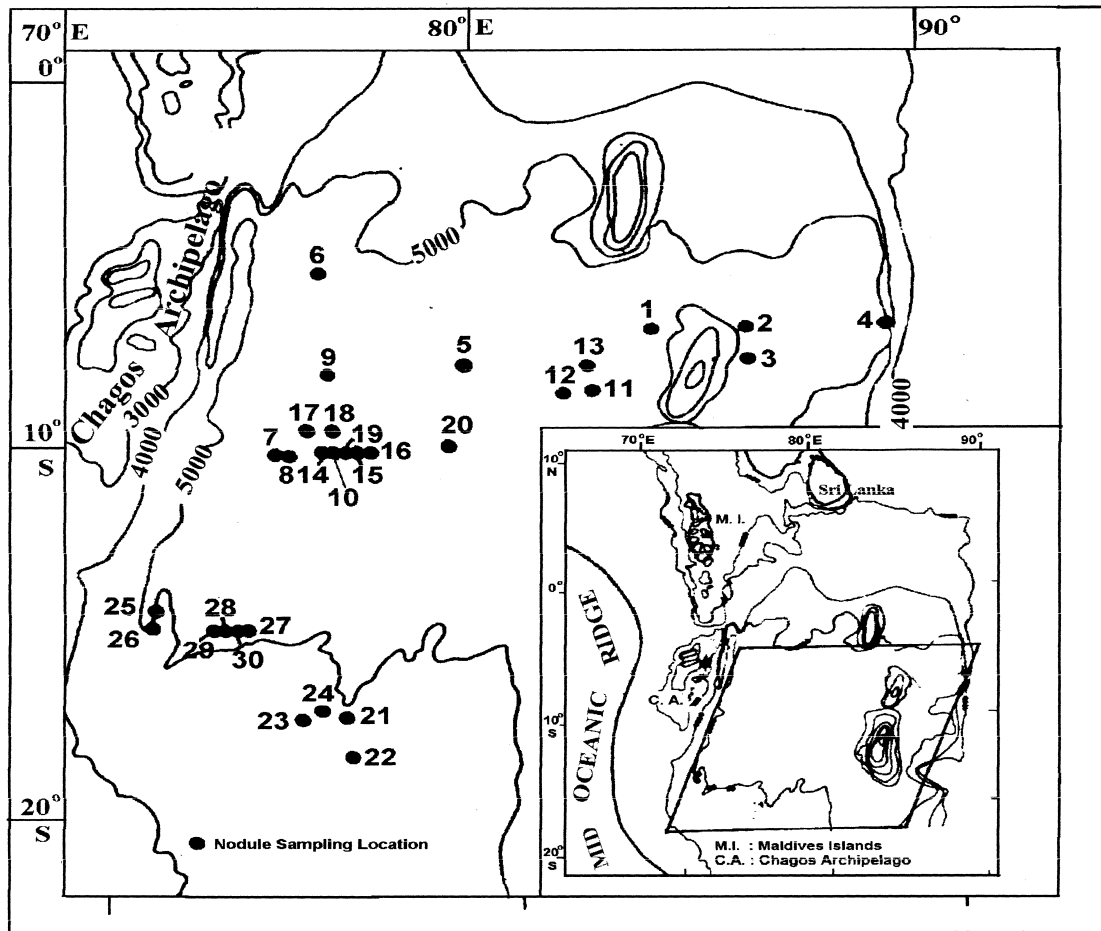 70° E
80° E
90°
0°
5000
6
1
2
4
3
5
13
12
11
9
17
18
19
20
7
8
14
16
15
10
10°
S
Chagos Archipelago
3000
4000
5000
4000
25
26
28
27
29
30
24
23
21
22
20°
S
Nodule Sampling Location
70°E
80°E
90°
10°
N
Sri Lanka
M. I.
0°
C. A.
10°
S
20°
S
MID OCEANIC RIDGE
M.I. : Maldives Islands
C.A. : Chagos Archipelago